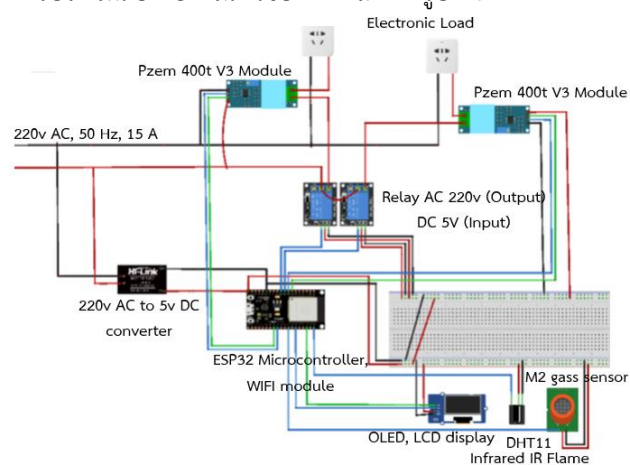 Electronic Load
Pzem 400t V3 Module
Pzem 400t V3 Module
220v AC, 50 Hz, 15 A
Relay AC 220v (Output)
DC 5V (Input)
Hi-Link
220v AC to 5v DC
converter
ESP32 Microcontroller,
WIFI module
M2 gass sensor
OLED, LCD display
DHT11
Infrared IR Flame